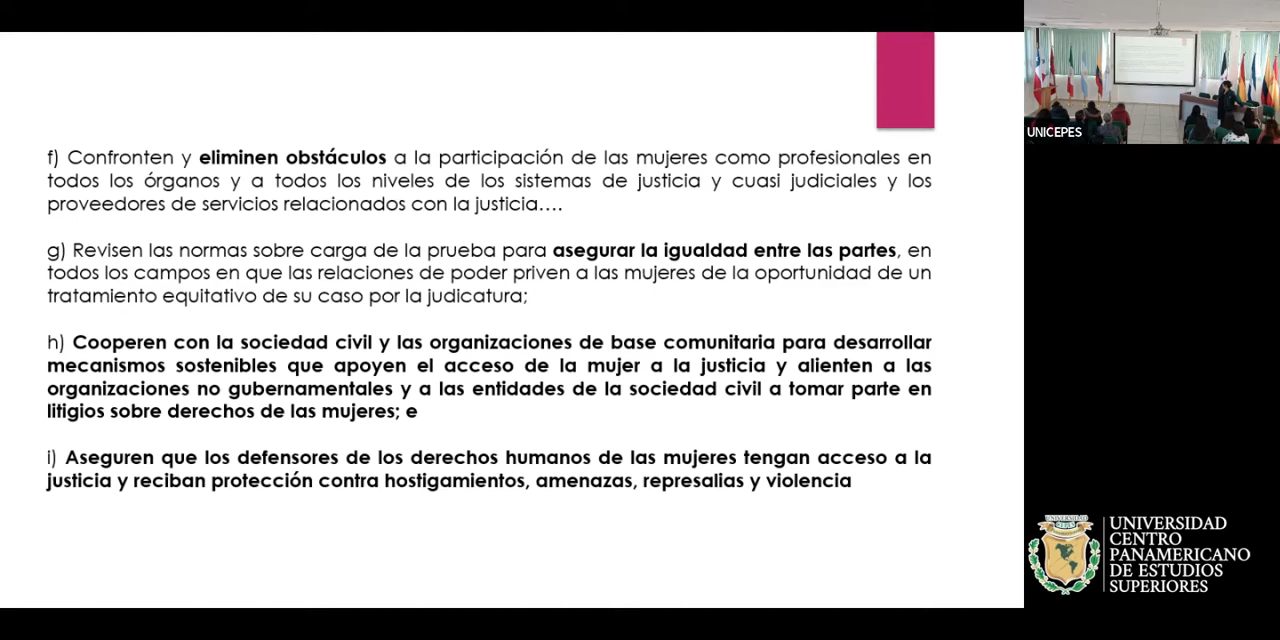 f) Confronten y eliminen obstáculos a la participación de las mujeres como profesionales en
todos los órganos y a todos los niveles de los sistemas de justicia y cuasi judiciales y los
proveedores de servicios relacionados con la justicia….
g) Revisen las normas sobre carga de la prueba para asegurar la igualdad entre las partes, en
todos los campos en que las relaciones de poder priven a las mujeres de la oportunidad de un
tratamiento equitativo de su caso por la judicatura;
h) Cooperen con la sociedad civil y las organizaciones de base comunitaria para desarrollar
mecanismos sostenibles que apoyen el acceso de la mujer a la justicia y alienten a las
organizaciones no gubernamentales y a las entidades de la sociedad civil a tomar parte en
litigios sobre derechos de las mujeres; e
i) Aseguren que los defensores de los derechos humanos de las mujeres tengan acceso a la
justicia y reciban protección contra hostigamientos, amenazas, represalias y violencia
UNICEPES
UNIVERSIDAD
CENTRO
PANAMERICANO
DE ESTUDIOS
SUPERIORES